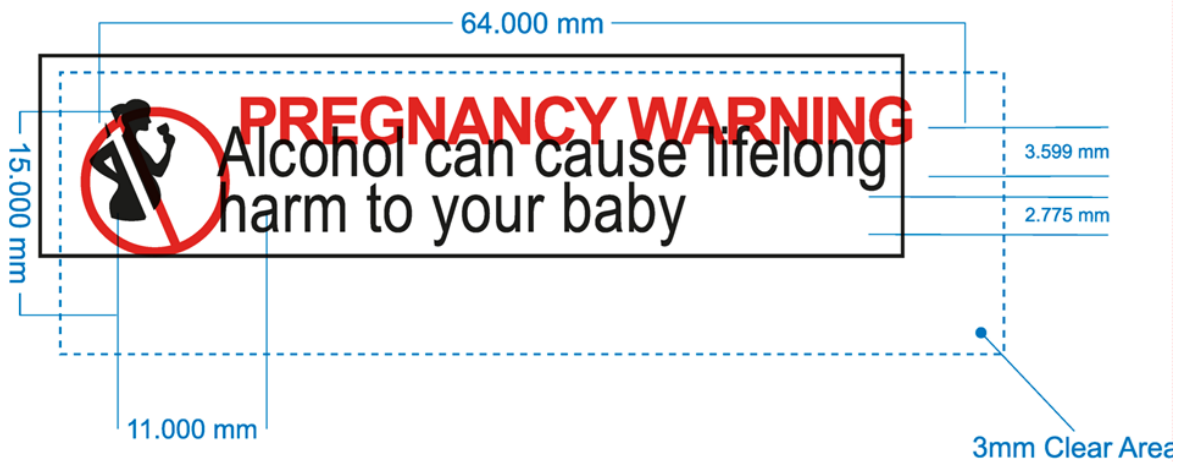 64.000 mm
PREGNANCY WARNING
Alcohol can cause lifelong
harm to your baby
15.000 mm
3.599 mm
2.775 mm
11.000 mm
3mm Clear Area